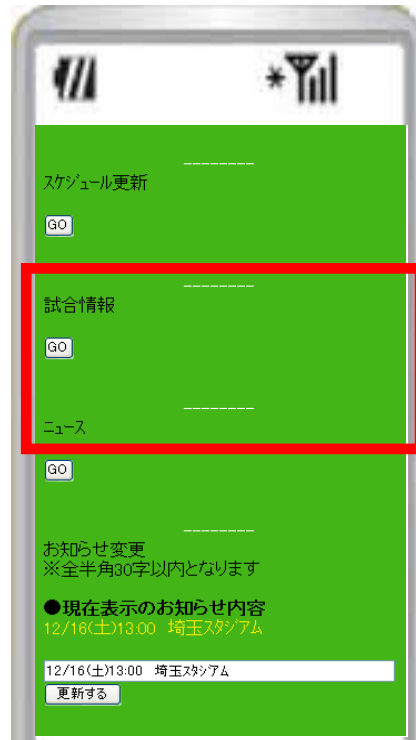 --------
ｽｹｼﾞｭｰﾙ更新
GO
--------
試合情報
GO
--------
ﾆｭｰｽ
GO
--------
お知らせ変更
※全半角30字以内となります
●現在表示のお知らせ内容
12/16(土)13:00 埼玉ｽﾀｼﾞｱﾑ
12/16(土)13:00 埼玉ｽﾀｼﾞｱﾑ
更新する